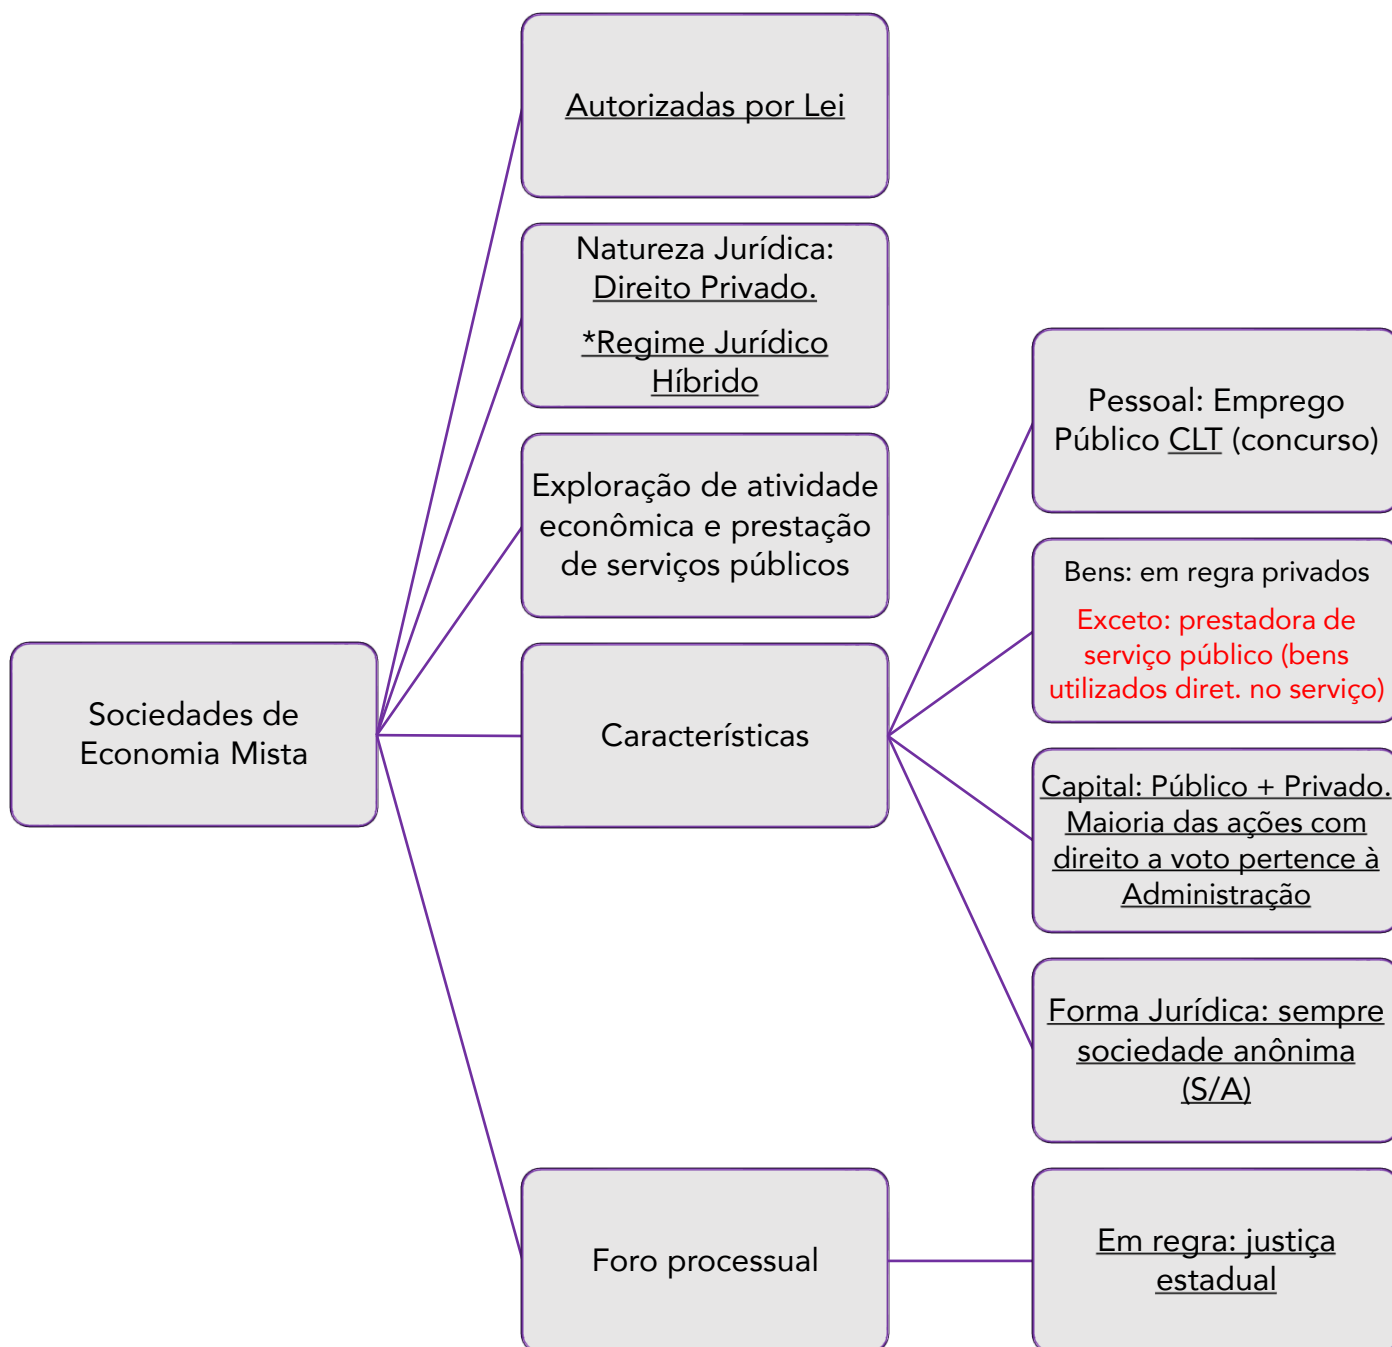 Autorizadas por Lei
Natureza Jurídica:
Direito Privado.
*Regime Jurídico
Híbrido
Exploração de atividade
econômica e prestação
de serviços públicos
Sociedades de
Economia Mista
Características
Pessoal: Emprego
Público CLT (concurso)
Bens: em regra privados
Exceto: prestadora de
serviço público (bens
utilizados diret. no serviço)
Capital: Público + Privado.
Maioria das ações com
direito a voto pertence à
Administração
Forma Jurídica: sempre
sociedade anônima
(S/A)
Foro processual
Em regra: justiça
estadual